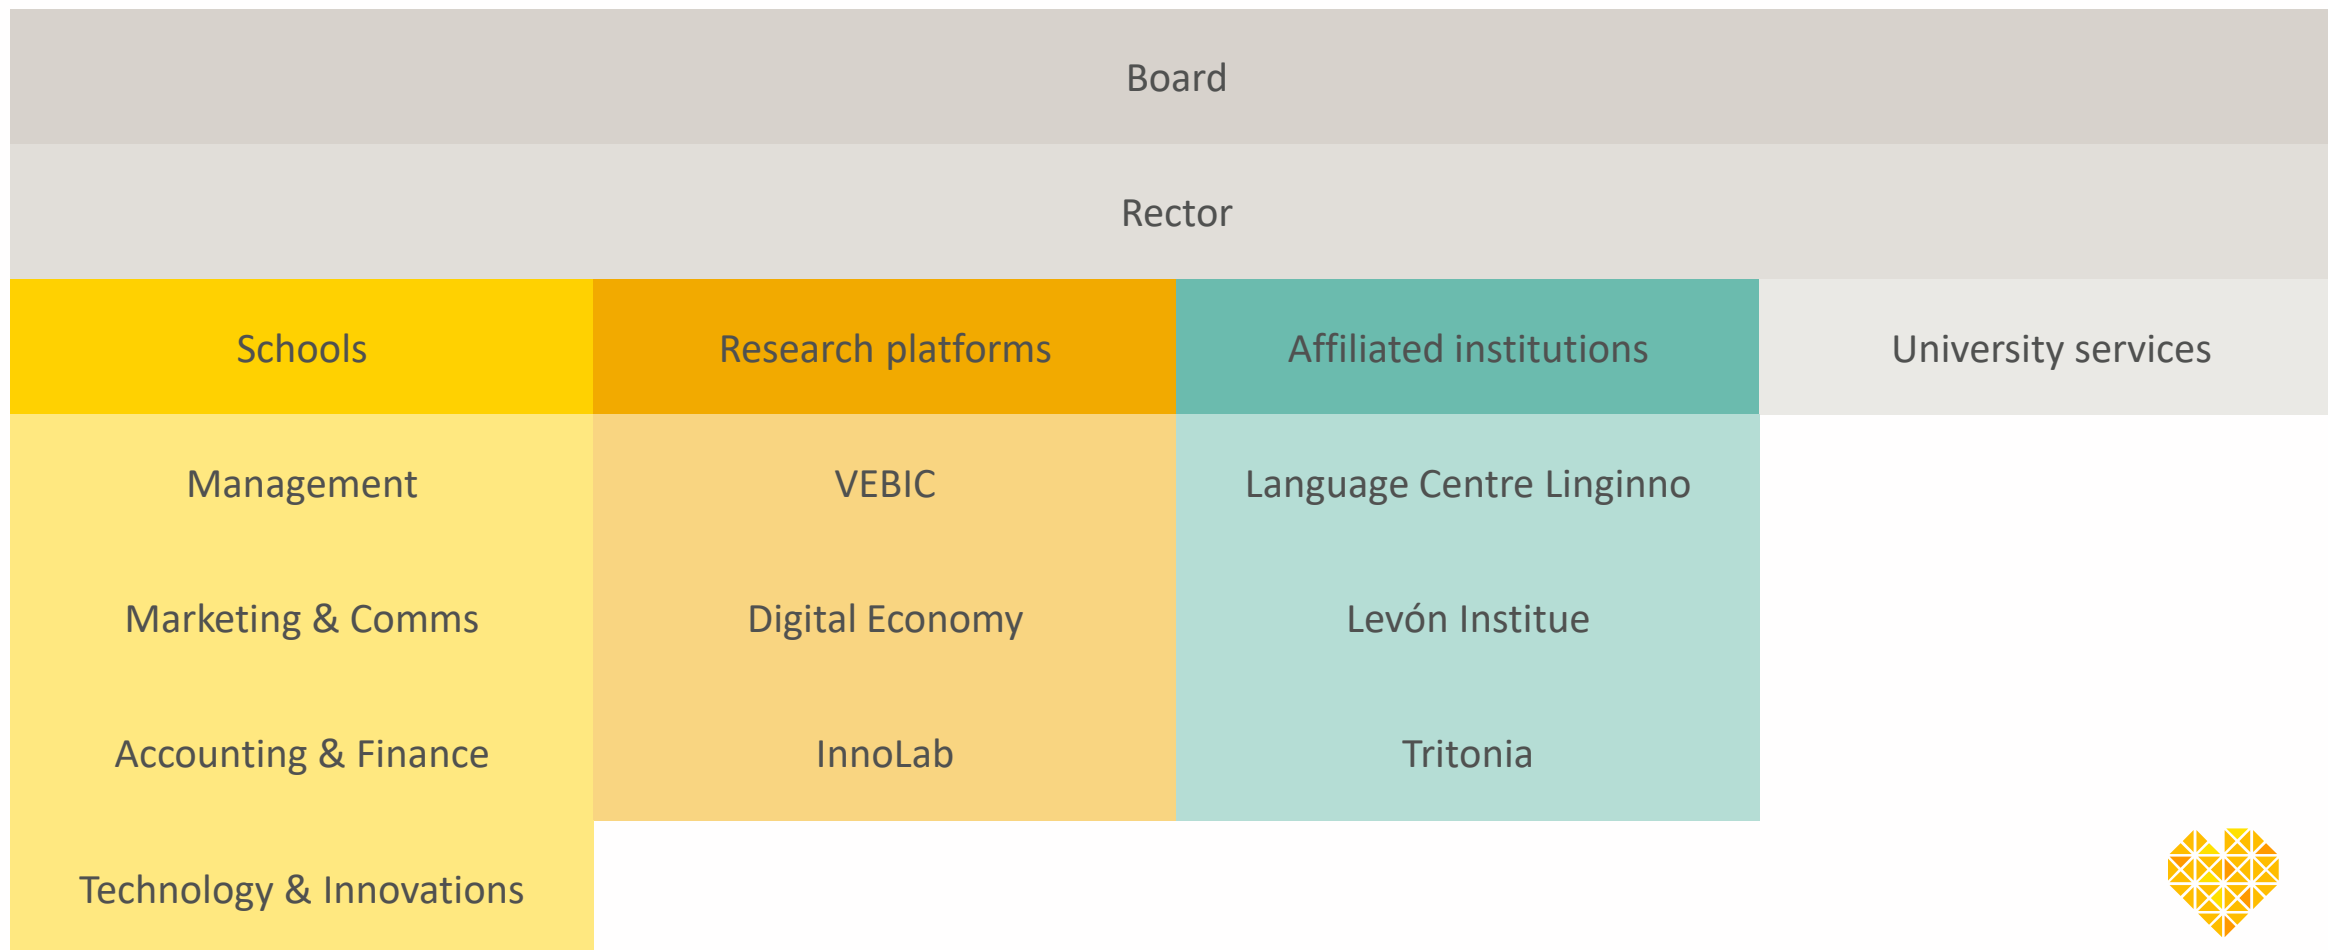 Board
Rector
Schools
Research platforms
Affiliated institutions
University services
Management
VEBIC
Language Centre Linginno
Marketing & Comms
Digital Economy
Levón Institue
Accounting & Finance
InnoLab
Tritonia
Technology & Innovations